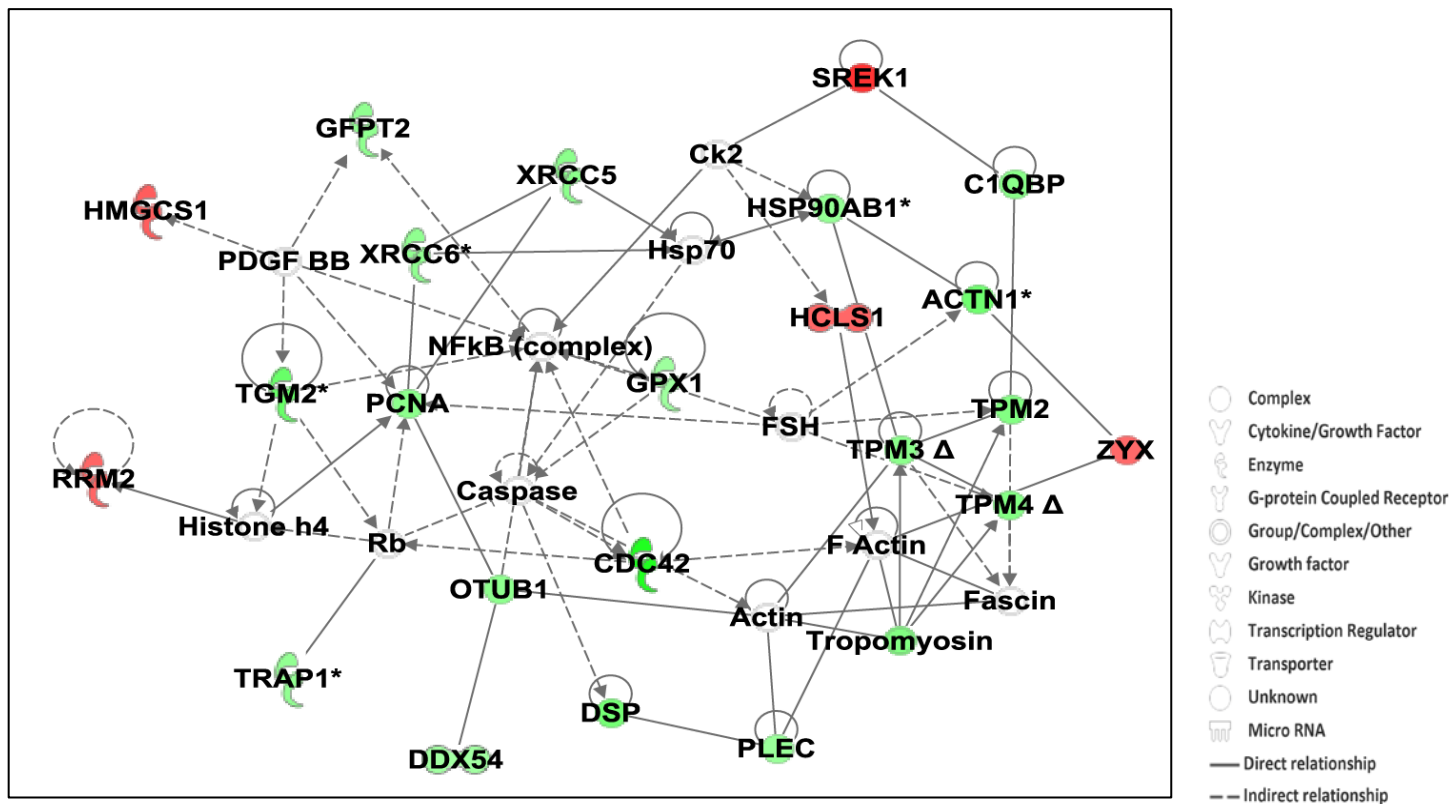 SREK1
GFPT2
Ck2
XRCC5
C1QBP
HMGCS1
HSP90AB1*
PDGF BB
XRCC6*
Hsp70
ACTN1*
HCLS1
NFkB (complex)
GPX1
TGM2*
PCNA
FSH
TPM2
TPM3 Δ
ZYX
RRM2
Caspase
TPM4 Δ
Histone h4
Rb
F Actin
CDC42
OTUB1
Fascin
Actin
Tropomyosin
TRAP1*
DSP
PLEC
DDX54
Complex
Cytokine/Growth Factor
Enzyme
G-protein Coupled Receptor
Group/Complex/Other
Growth factor
Kinase
Transcription Regulator
Transporter
Unknown
Micro RNA
Direct relationship
Indirect relationship